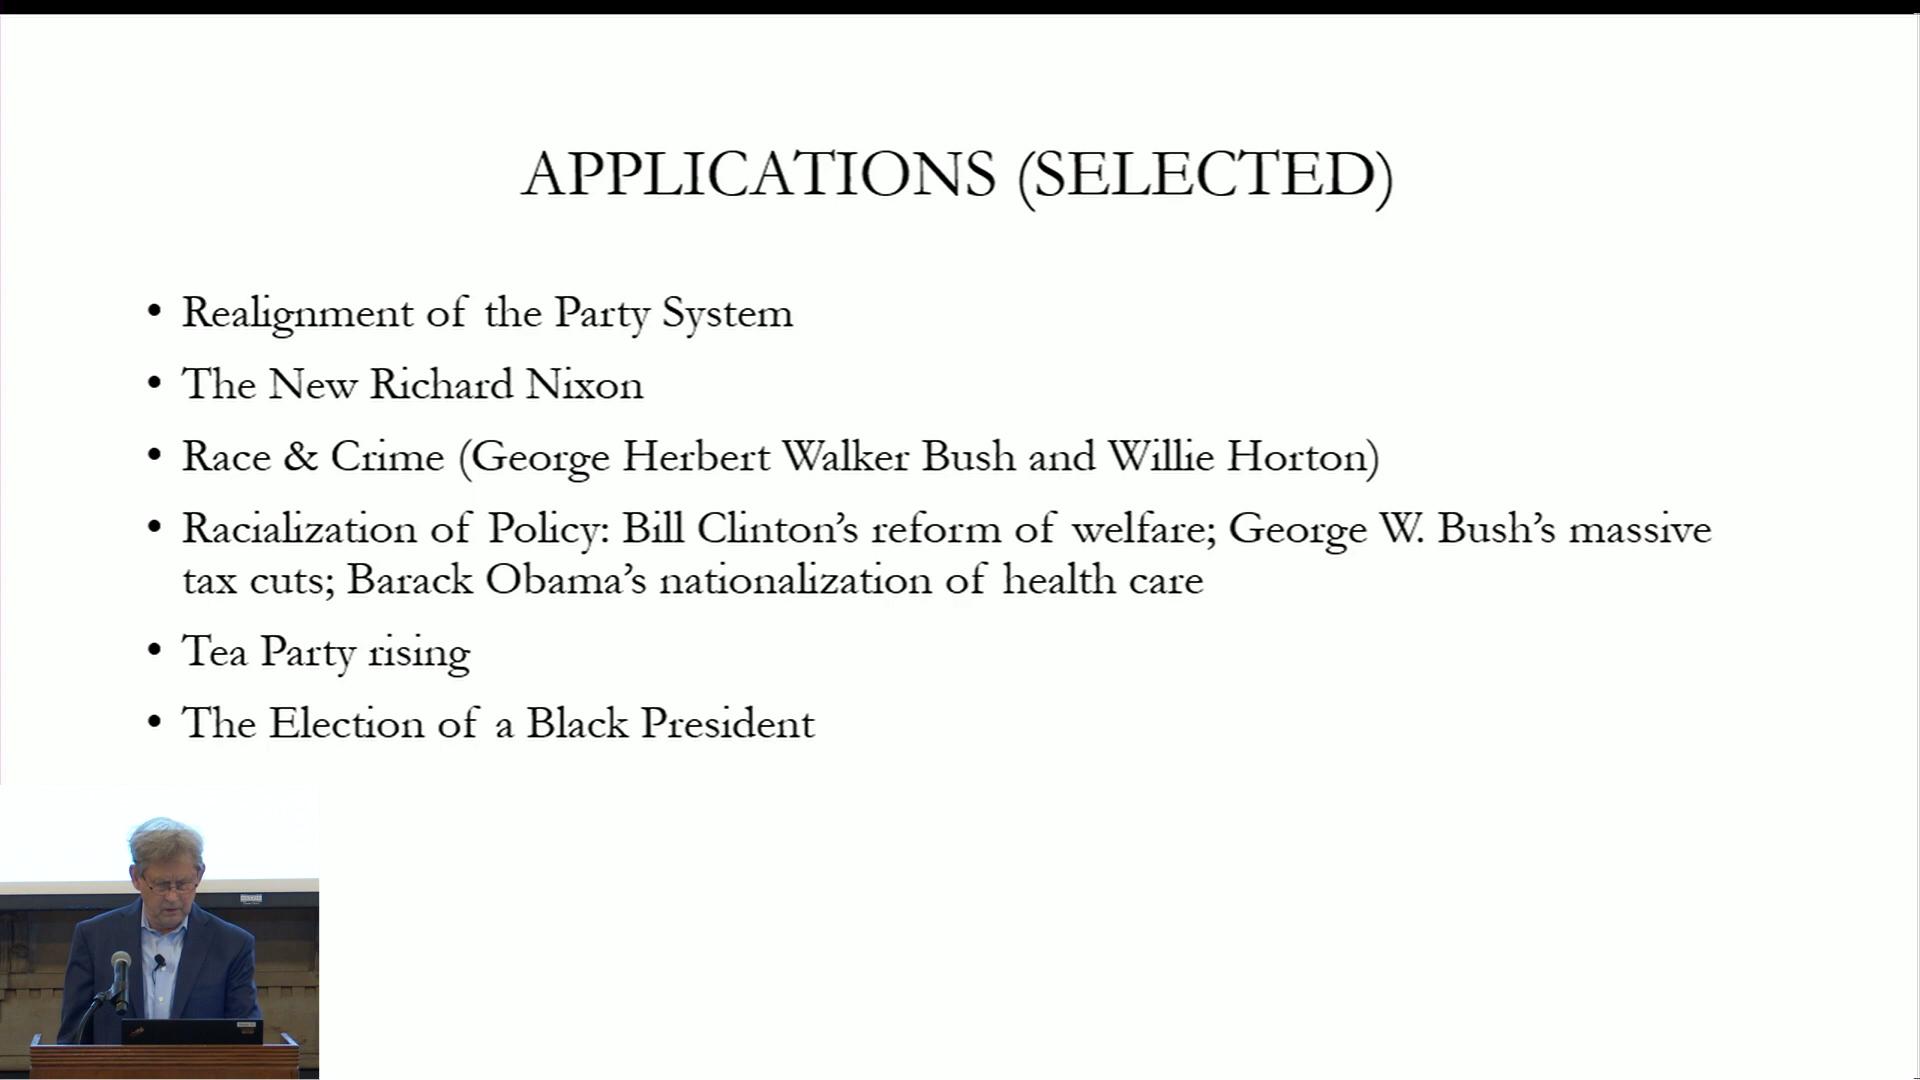 APPLICATIONS (SELECTED)
• Realignment of the Party System
• The New Richard Nixon
• Race & Crime (George Herbert Walker Bush and Willie Horton)
• Racialization of Policy: Bill Clinton’s reform of welfare; George W. Bush’s massive
tax cuts; Barack Obama’s nationalization of health care
• Tea Party rising
• The Election of a Black President